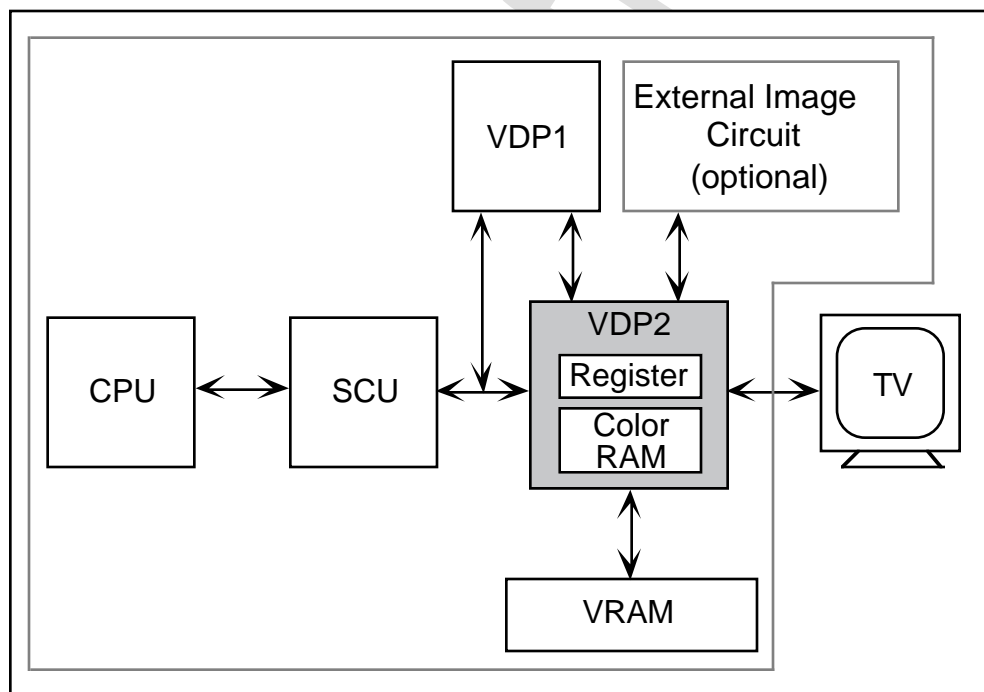 VDP1
External Image
Circuit
(optional)
CPU
SCU
VDP2
Register
Color
RAM
TV
VRAM